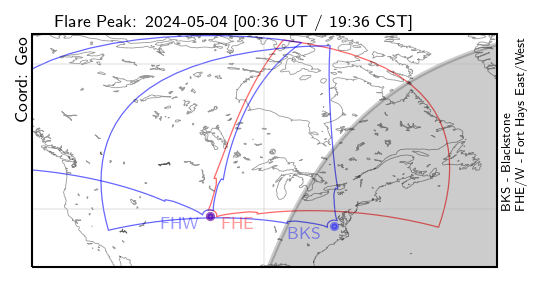 Flare Peak: 2024-05-04 [00:36 UT / 19:36 CST]
Coord: Geo
FHW
FHE
BKS
BKS - Blackstone
FHE/W - Fort Hays East/West